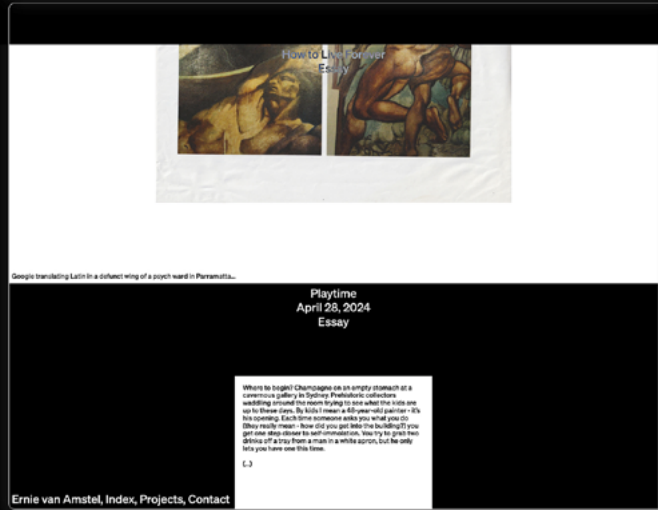 How to Live Forever
Essay
Google translating Latin in a defunct wing of a psych ward in Parramatta...
Playtime
April 28, 2024
Essay
Where to begin? Champagne on an empty stomach at a
cavernous gallery in Sydney. Prehistoric collectors
waddling around the room trying to see what the kids are
up to these days. By kids I mean a 46-year-old painter - it's
his opening. Each time someone asks you what you do
(they really mean - how did you get into the building?) you
get one step closer to self-immolation. You try to grab two
drinks off a tray from a man in a white apron, but he only
lets you have one this time.
(...)
Ernie van Amstel, Index, Projects, Contact